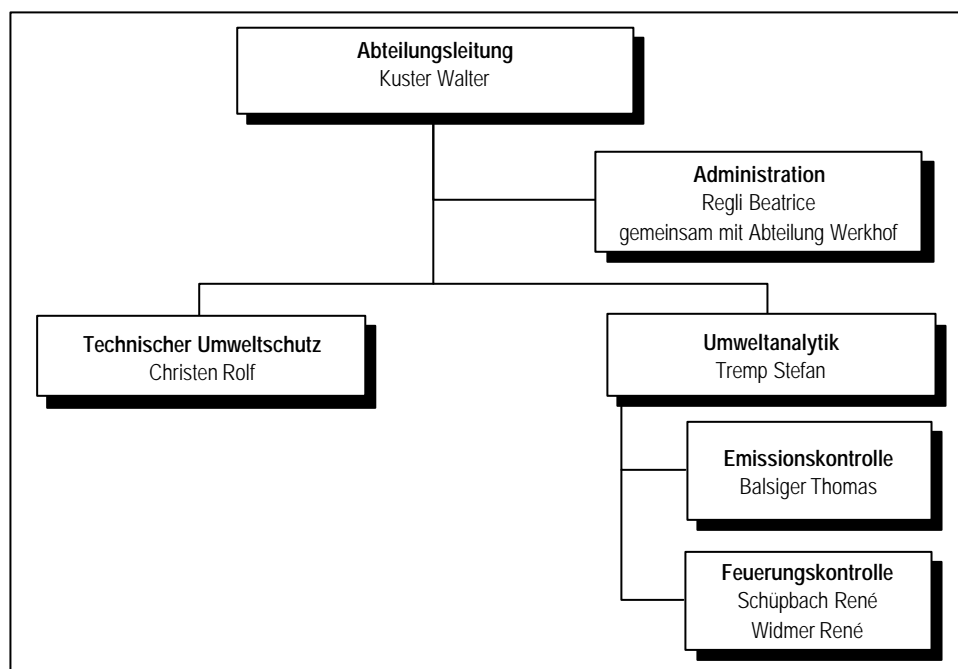 Abteilungsleitung
Kuster Walter
Administration
Regli Beatrice
gemeinsam mit Abteilung Werkhof
Technischer Umweltschutz
Christen Rolf
Umweltanalytik
Tremp Stefan
Emissionskontrolle
Balsiger Thomas
Feuerungskontrolle
Schüpbach René
Widmer René